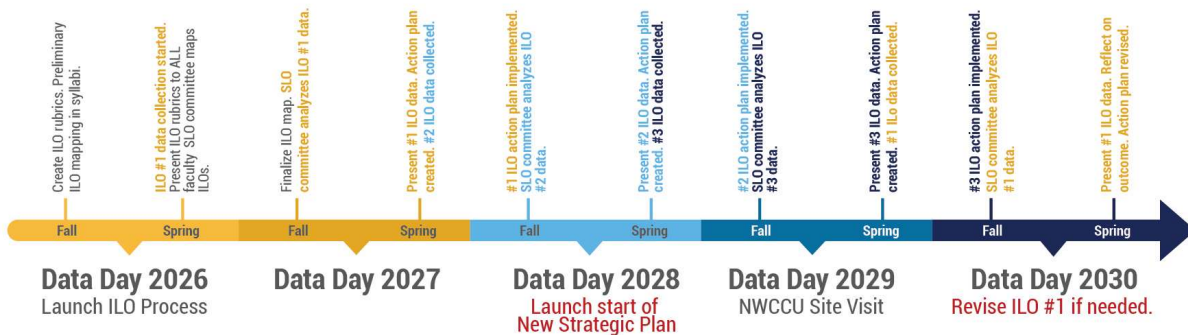 Create ILO rubrics. Preliminary
ILO mapping in syllabi.
ILO #1 data collection started.
Present ILO rubrics to ALL
faculty SLO committee maps
ILOs.
Finalize ILO map. SLO
committee analyzes ILO #1 data.
Present #1 ILO data. Action plan
created. #2 ILO data collected.
#1 ILO action plan implemented.
SLO committee analyzes ILO
#2 data.
Present #2 ILO data. Action plan
created. #3 ILO data collected.
#2 ILO action plan implemented.
SLO committee analyzes ILO
#3 data.
Present #3 ILO data. Action plan
created. #1 ILo data collected.
#3 ILO action plan implemented.
SLO committee analyzes ILO
#1 data.
Present #1 ILO data. Reflect on
outcome. Action plan revised.
Fall Spring Fall Spring Fall Spring Fall Spring Fall Spring
Data Day 2026
Launch ILO Process
Data Day 2027
Data Day 2028
Launch start of
New Strategic Plan
Data Day 2029
NWCCU Site Visit
Data Day 2030
Revise ILO #1 if needed.